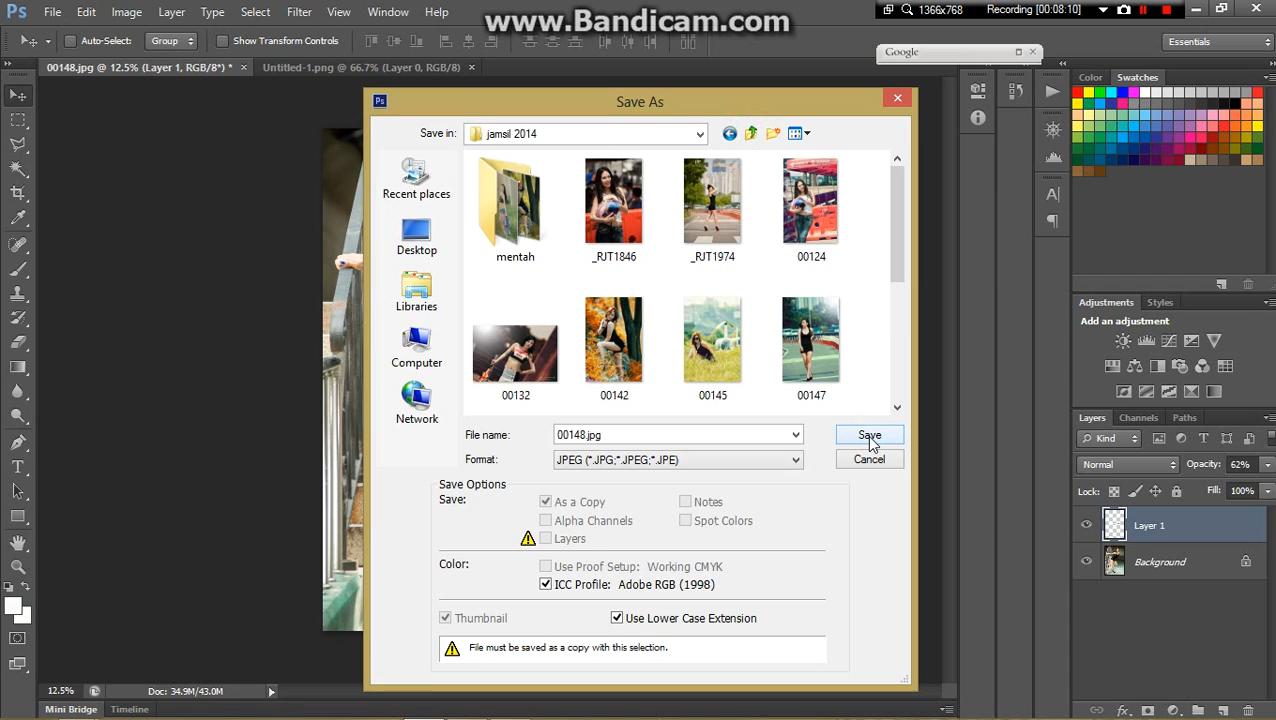 Ps File Edit Image Layer Type Select Filter View Window Help
www.Bandicam.com
1366x768 Recording [00:08:10]
Auto-Select: Group Show Transform Controls
Google
Essentials
00148.jpg @ 12.5% (Layer 1, RGB/8*) * × Untitled-1.png @ 66.7% (Layer 0, RGB/8) ×
Color Swatches
Ps Save As
Save in: jamsil 2014
Recent places
Desktop
Libraries
Computer
Network
mentah _RJT1846 _RJT1974 00124
00132 00142 00145 00147
File name: 00148.jpg Save
Format: JPEG (*.JPG;*.JPEG;*.JPE) Cancel
Save Options
Save: As a Copy Notes
Alpha Channels Spot Colors
Layers
Color: Use Proof Setup: Working CMYK
ICC Profile: Adobe RGB (1998)
Thumbnail Use Lower Case Extension
File must be saved as a copy with this selection.
Adjustments Styles
Add an adjustment
Layers Channels Paths
Kind
Normal Opacity: 62%
Lock: Fill: 100%
Layer 1
Background
12.5% Doc: 34.9M/43.0M
Mini Bridge Timeline